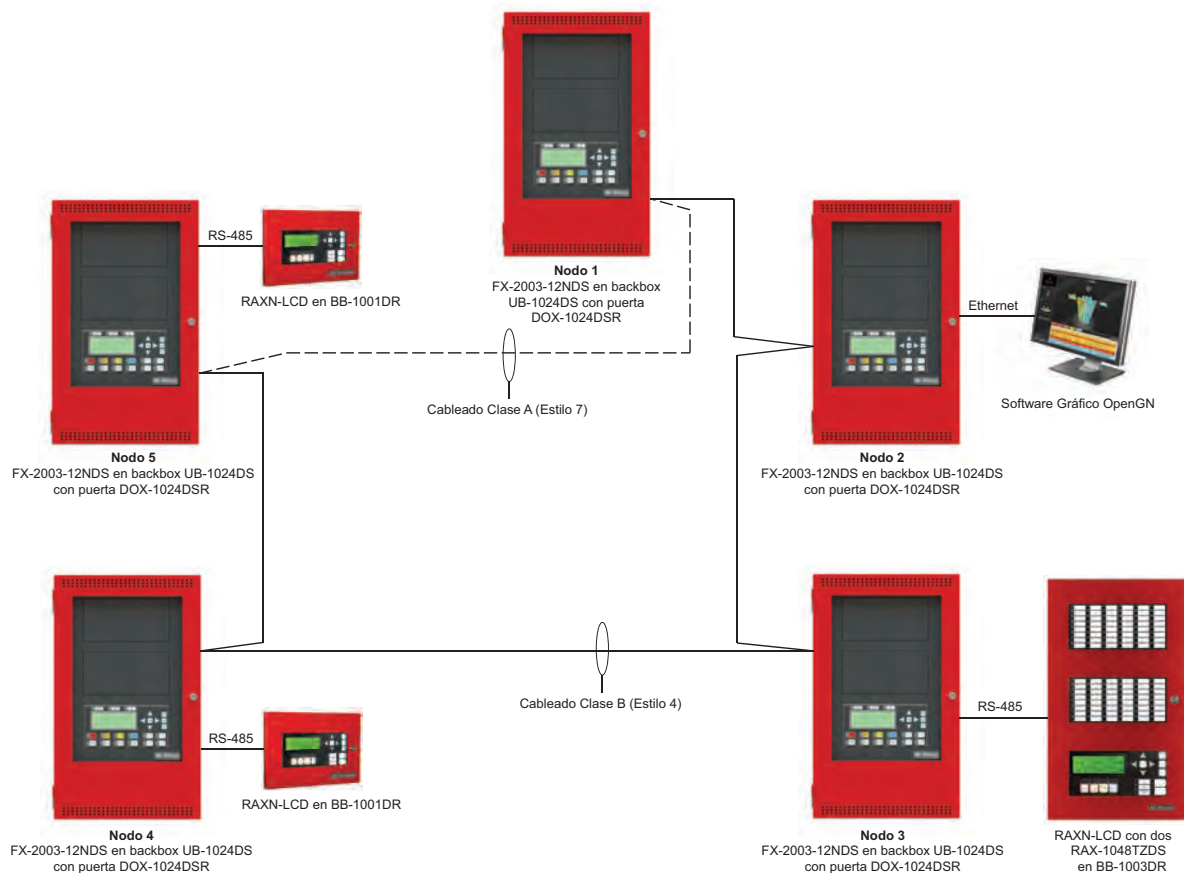 Nodo 1
FX-2003-12NDS en backbox
UB-1024DS con puerta
DOX-1024DSR
RS-485
RAXN-LCD en BB-1001DR
Ethernet
Software Gráfico OpenGN
Cableado Clase A (Estilo 7)
Nodo 5
FX-2003-12NDS en backbox UB-1024DS
con puerta DOX-1024DSR
Nodo 2
FX-2003-12NDS en backbox UB-1024DS
con puerta DOX-1024DSR
Cableado Clase B (Estilo 4)
RS-485
RAXN-LCD en BB-1001DR
RS-485
Nodo 4
FX-2003-12NDS en backbox UB-1024DS
con puerta DOX-1024DSR
Nodo 3
FX-2003-12NDS en backbox UB-1024DS
con puerta DOX-1024DSR
RAXN-LCD con dos
RAX-1048TZDS
en BB-1003DR